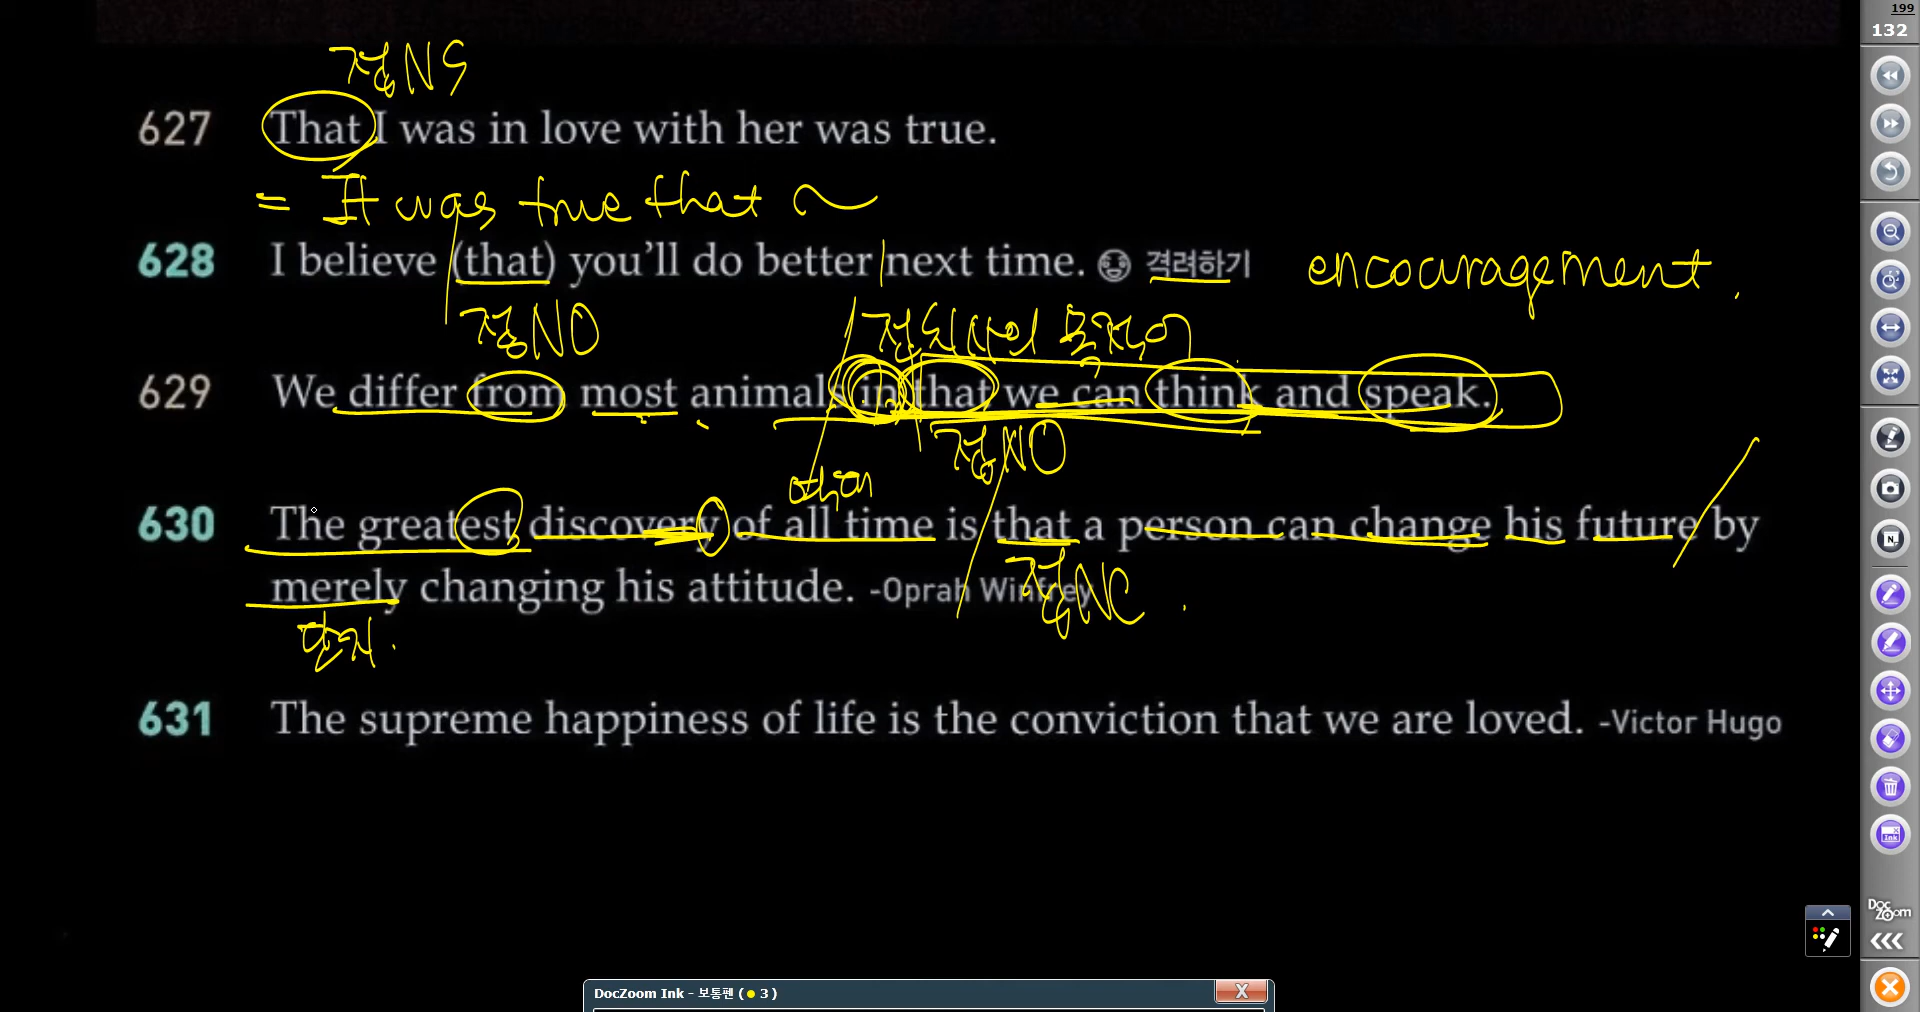 199
132
접NS
627 That I was in love with her was true.
= It was true that ~
628 I believe (that) you'll do better next time. 격려하기 encouragement.
접NO 전치사의 목적어
629 We differ from most animals in that we can think and speak.
접NO
630 The greatest discovery of all time is that a person can change his future by
merely changing his attitude. -Oprah Winfrey
접NC.
단지.
631 The supreme happiness of life is the conviction that we are loved. -Victor Hugo
Doc
Zoom
DocZoom Ink - 보통펜 ( 3 )